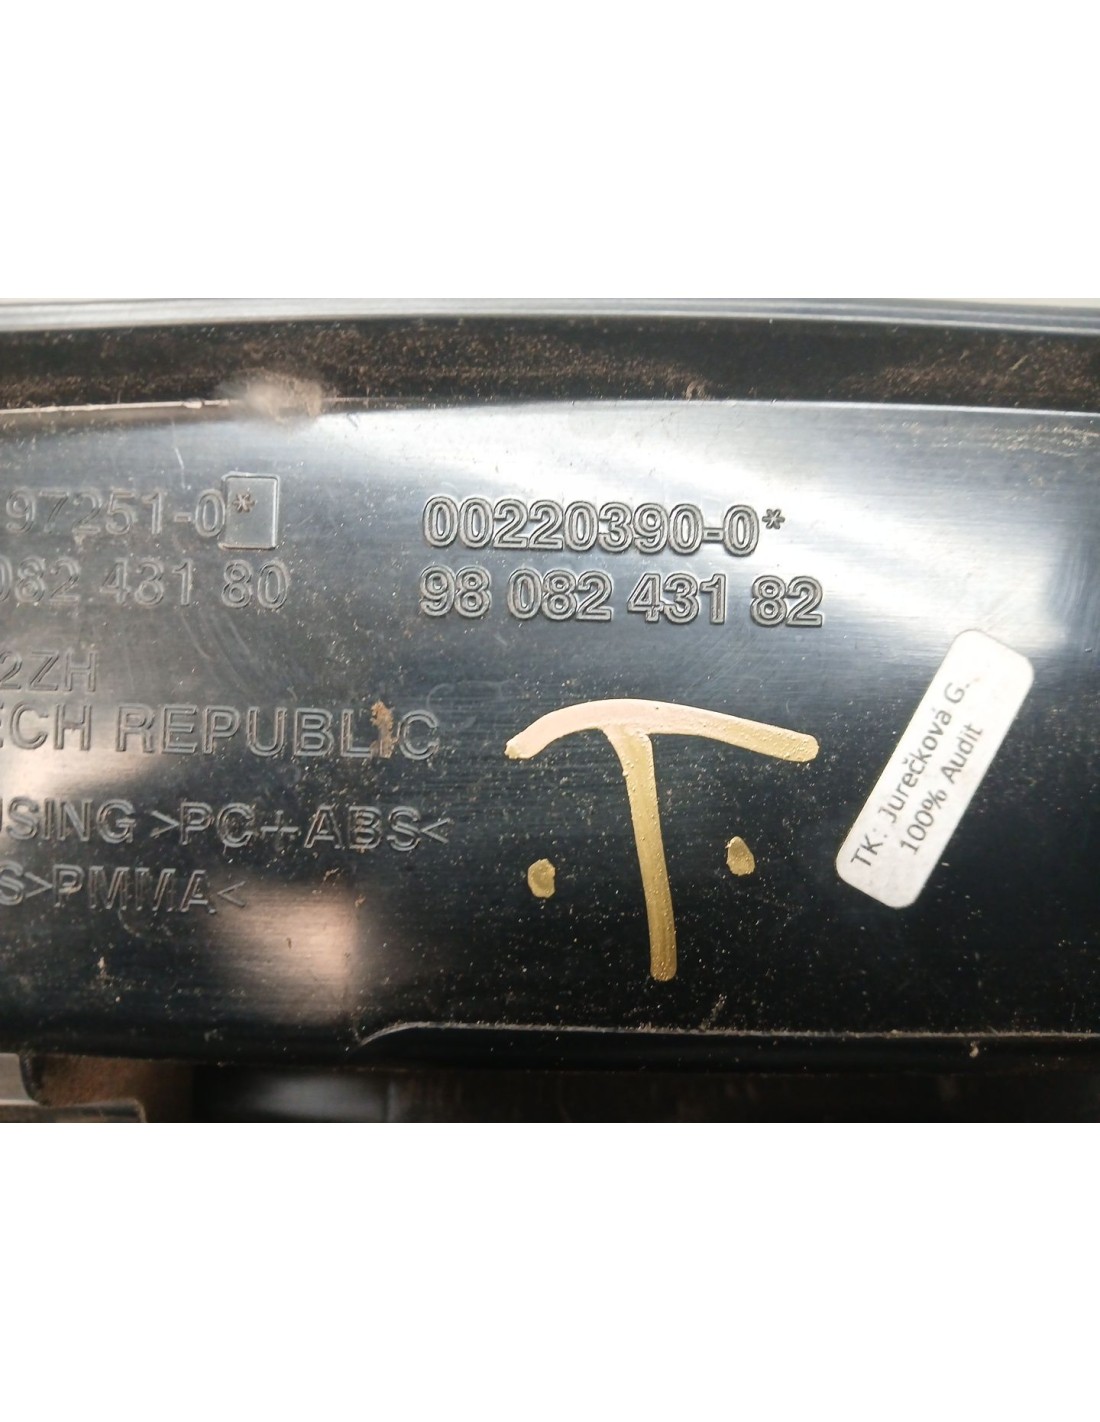 97251-0*
082 431 80
2ZH
ECH REPUBLIC
USING >PC+ABS<
S>PMMA<
00220390-0*
98 082 431 82
T
TK: Jurečková G.
100% Audit